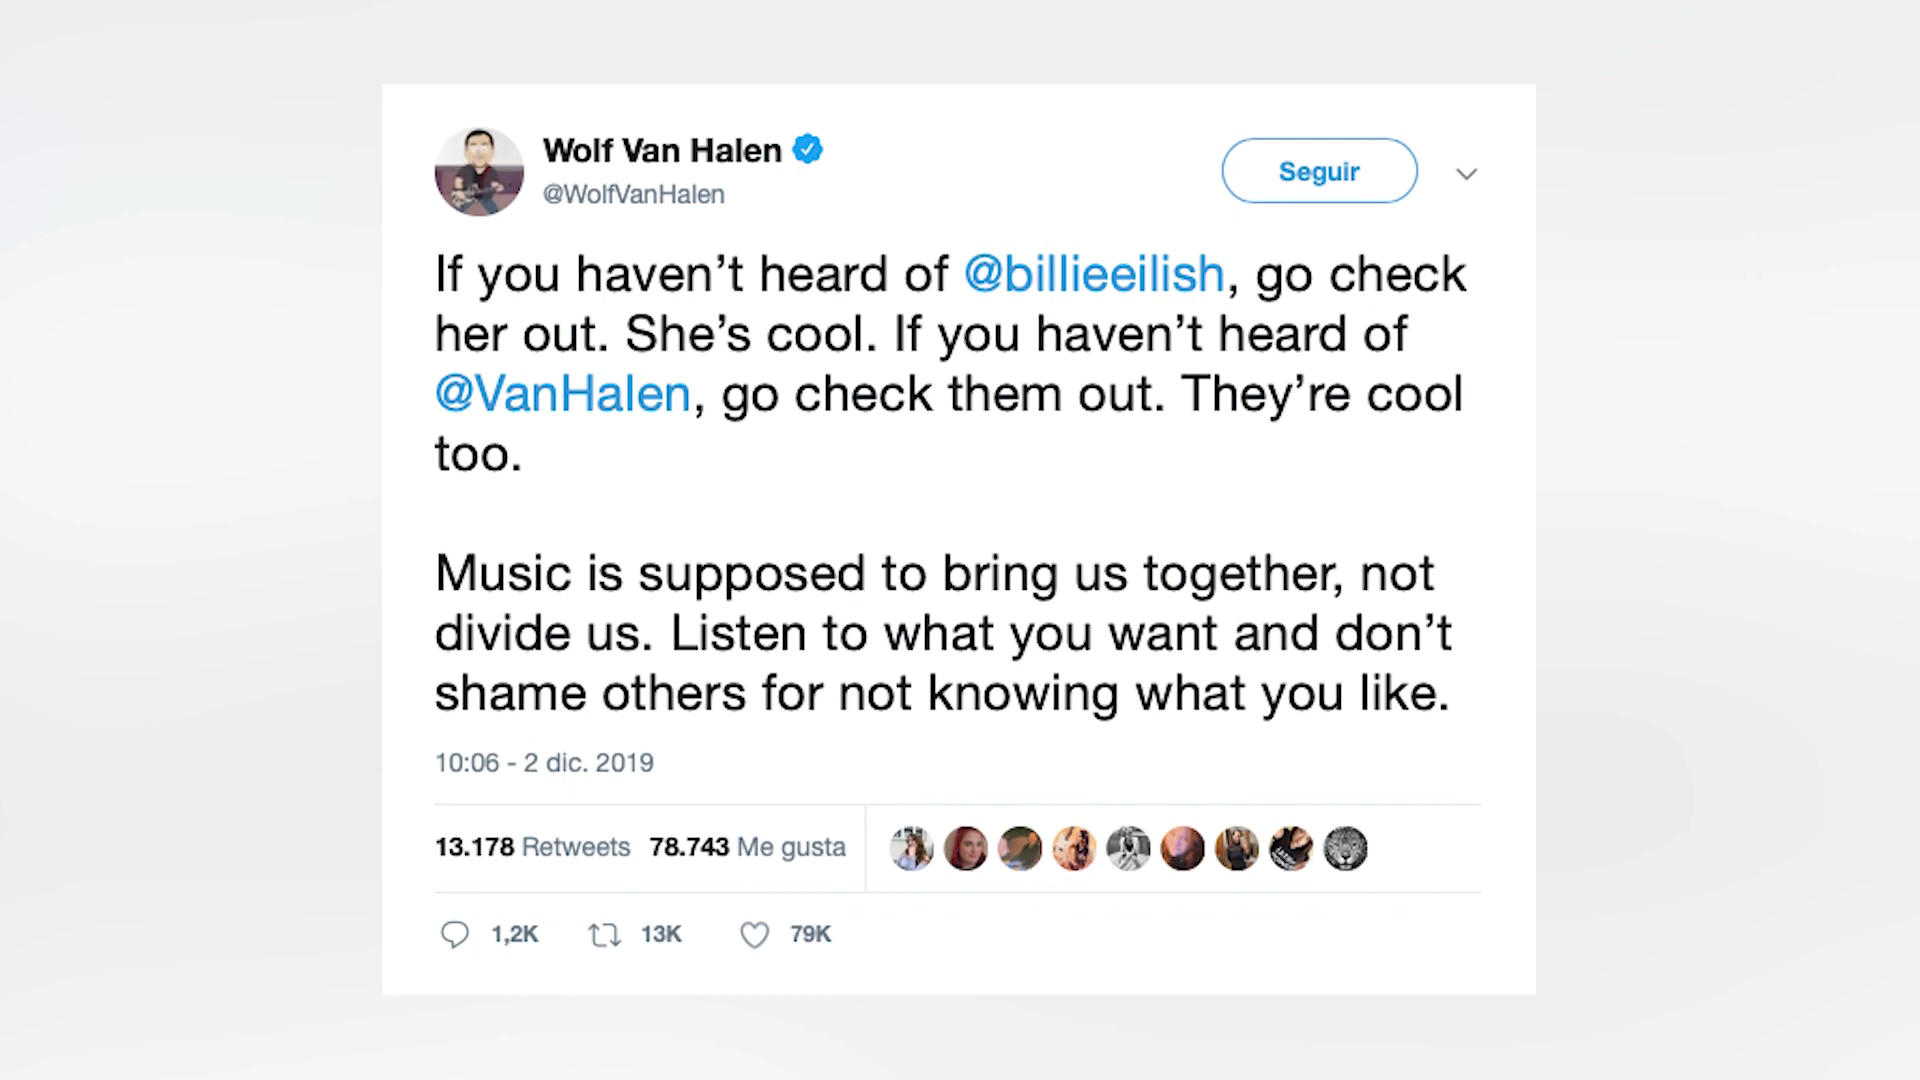 Wolf Van Halen
@WolfVanHalen
Seguir
If you haven’t heard of @billieeilish, go check
her out. She’s cool. If you haven’t heard of
@VanHalen, go check them out. They’re cool
too.
Music is supposed to bring us together, not
divide us. Listen to what you want and don’t
shame others for not knowing what you like.
10:06 - 2 dic. 2019
13.178 Retweets 78.743 Me gusta
1,2K 13K 79K